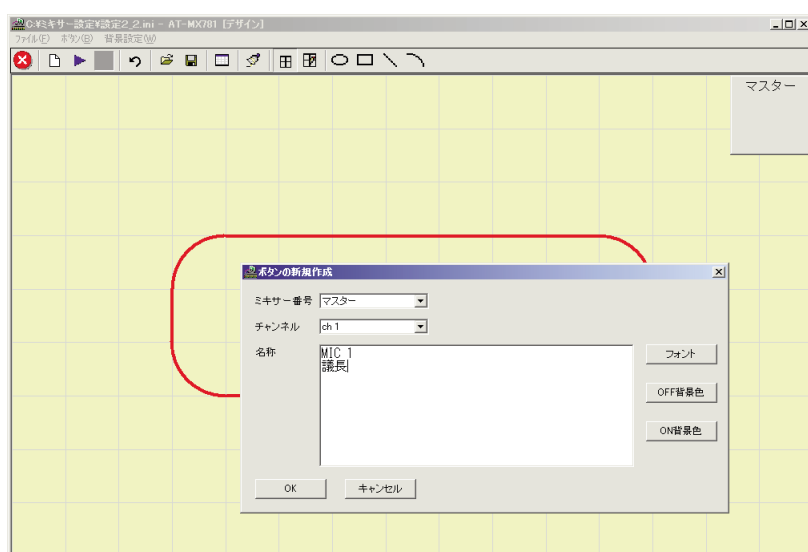 C:¥ミキサー設定¥設定2_2.ini - AT-MX781 [デザイン]
ファイル(F) ボタン(B) 背景設定(W)
マスター
ボタンの新規作成
ミキサー番号 マスター
チャンネル ch 1
名称 MIC 1
議長
フォント
OFF背景色
ON背景色
OK キャンセル